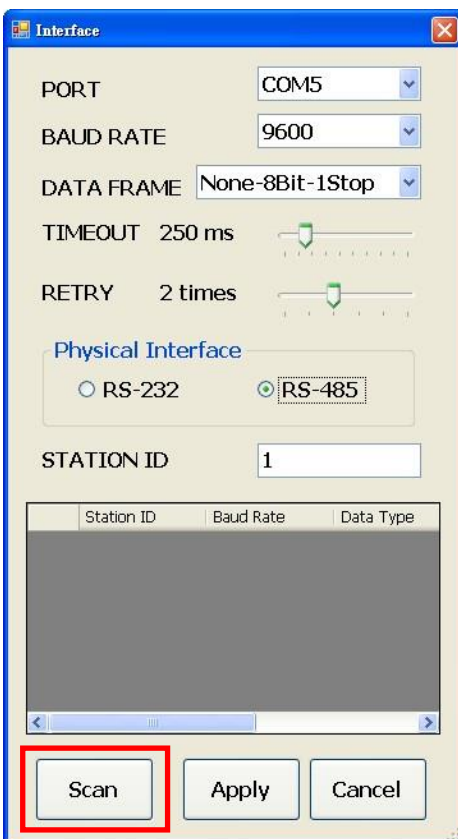 Interface
PORT COM5
BAUD RATE 9600
DATA FRAME None-8Bit-1Stop
TIMEOUT 250 ms
RETRY 2 times
Physical Interface
RS-232 RS-485
STATION ID 1
Station ID Baud Rate Data Type
Scan Apply Cancel